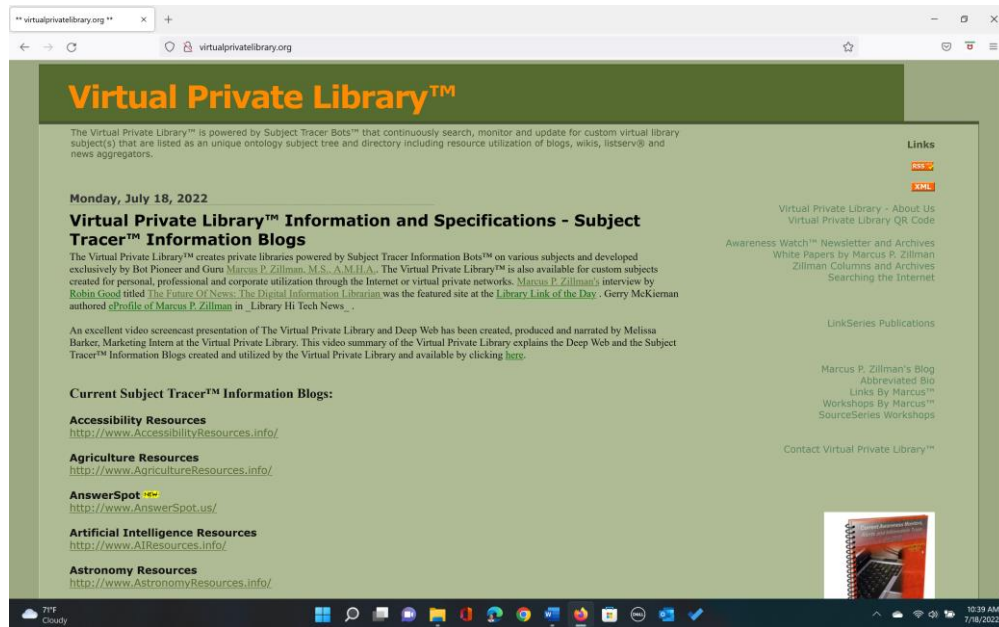 ** virtualprivatelibrary.org **
virtualprivatelibrary.org
Virtual Private Library™
The Virtual Private Library™ is powered by Subject Tracer Bots™ that continuously search, monitor and update for custom virtual library
subject(s) that are listed as an unique ontology subject tree and directory including resource utilization of blogs, wikis, listserv® and
news aggregators.
Monday, July 18, 2022
Virtual Private Library™ Information and Specifications - Subject
Tracer™ Information Blogs
The Virtual Private Library™ creates private libraries powered by Subject Tracer Information Bots™ on various subjects and developed
exclusively by Bot Pioneer and Guru Marcus P. Zillman, M.S., A.M.H.A.. The Virtual Private Library™ is also available for custom subjects
created for personal, professional and corporate utilization through the Internet or virtual private networks. Marcus P. Zillman's interview by
Robin Good titled The Future Of News: The Digital Information Librarian was the featured site at the Library Link of the Day . Gerry McKiernan
authored eProfile of Marcus P. Zillman in _Library Hi Tech News_ .
An excellent video screencast presentation of The Virtual Private Library and Deep Web has been created, produced and narrated by Melissa
Barker, Marketing Intern at the Virtual Private Library. This video summary of the Virtual Private Library explains the Deep Web and the Subject
Tracer™ Information Blogs created and utilized by the Virtual Private Library and available by clicking here.
Current Subject Tracer™ Information Blogs:
Accessibility Resources
http://www.AccessibilityResources.info/
Agriculture Resources
http://www.AgricultureResources.info/
AnswerSpot NEW
http://www.AnswerSpot.us/
Artificial Intelligence Resources
http://www.AIResources.info/
Astronomy Resources
http://www.AstronomyResources.info/
Links
RSS
XML
Virtual Private Library - About Us
Virtual Private Library QR Code
Awareness Watch™ Newsletter and Archives
White Papers by Marcus P. Zillman
Zillman Columns and Archives
Searching the Internet
LinkSeries Publications
Marcus P. Zillman's Blog
Abbreviated Bio
Links By Marcus™
Workshops By Marcus™
SourceSeries Workshops
Contact Virtual Private Library™
71°F
Cloudy
10:39 AM
7/18/2022